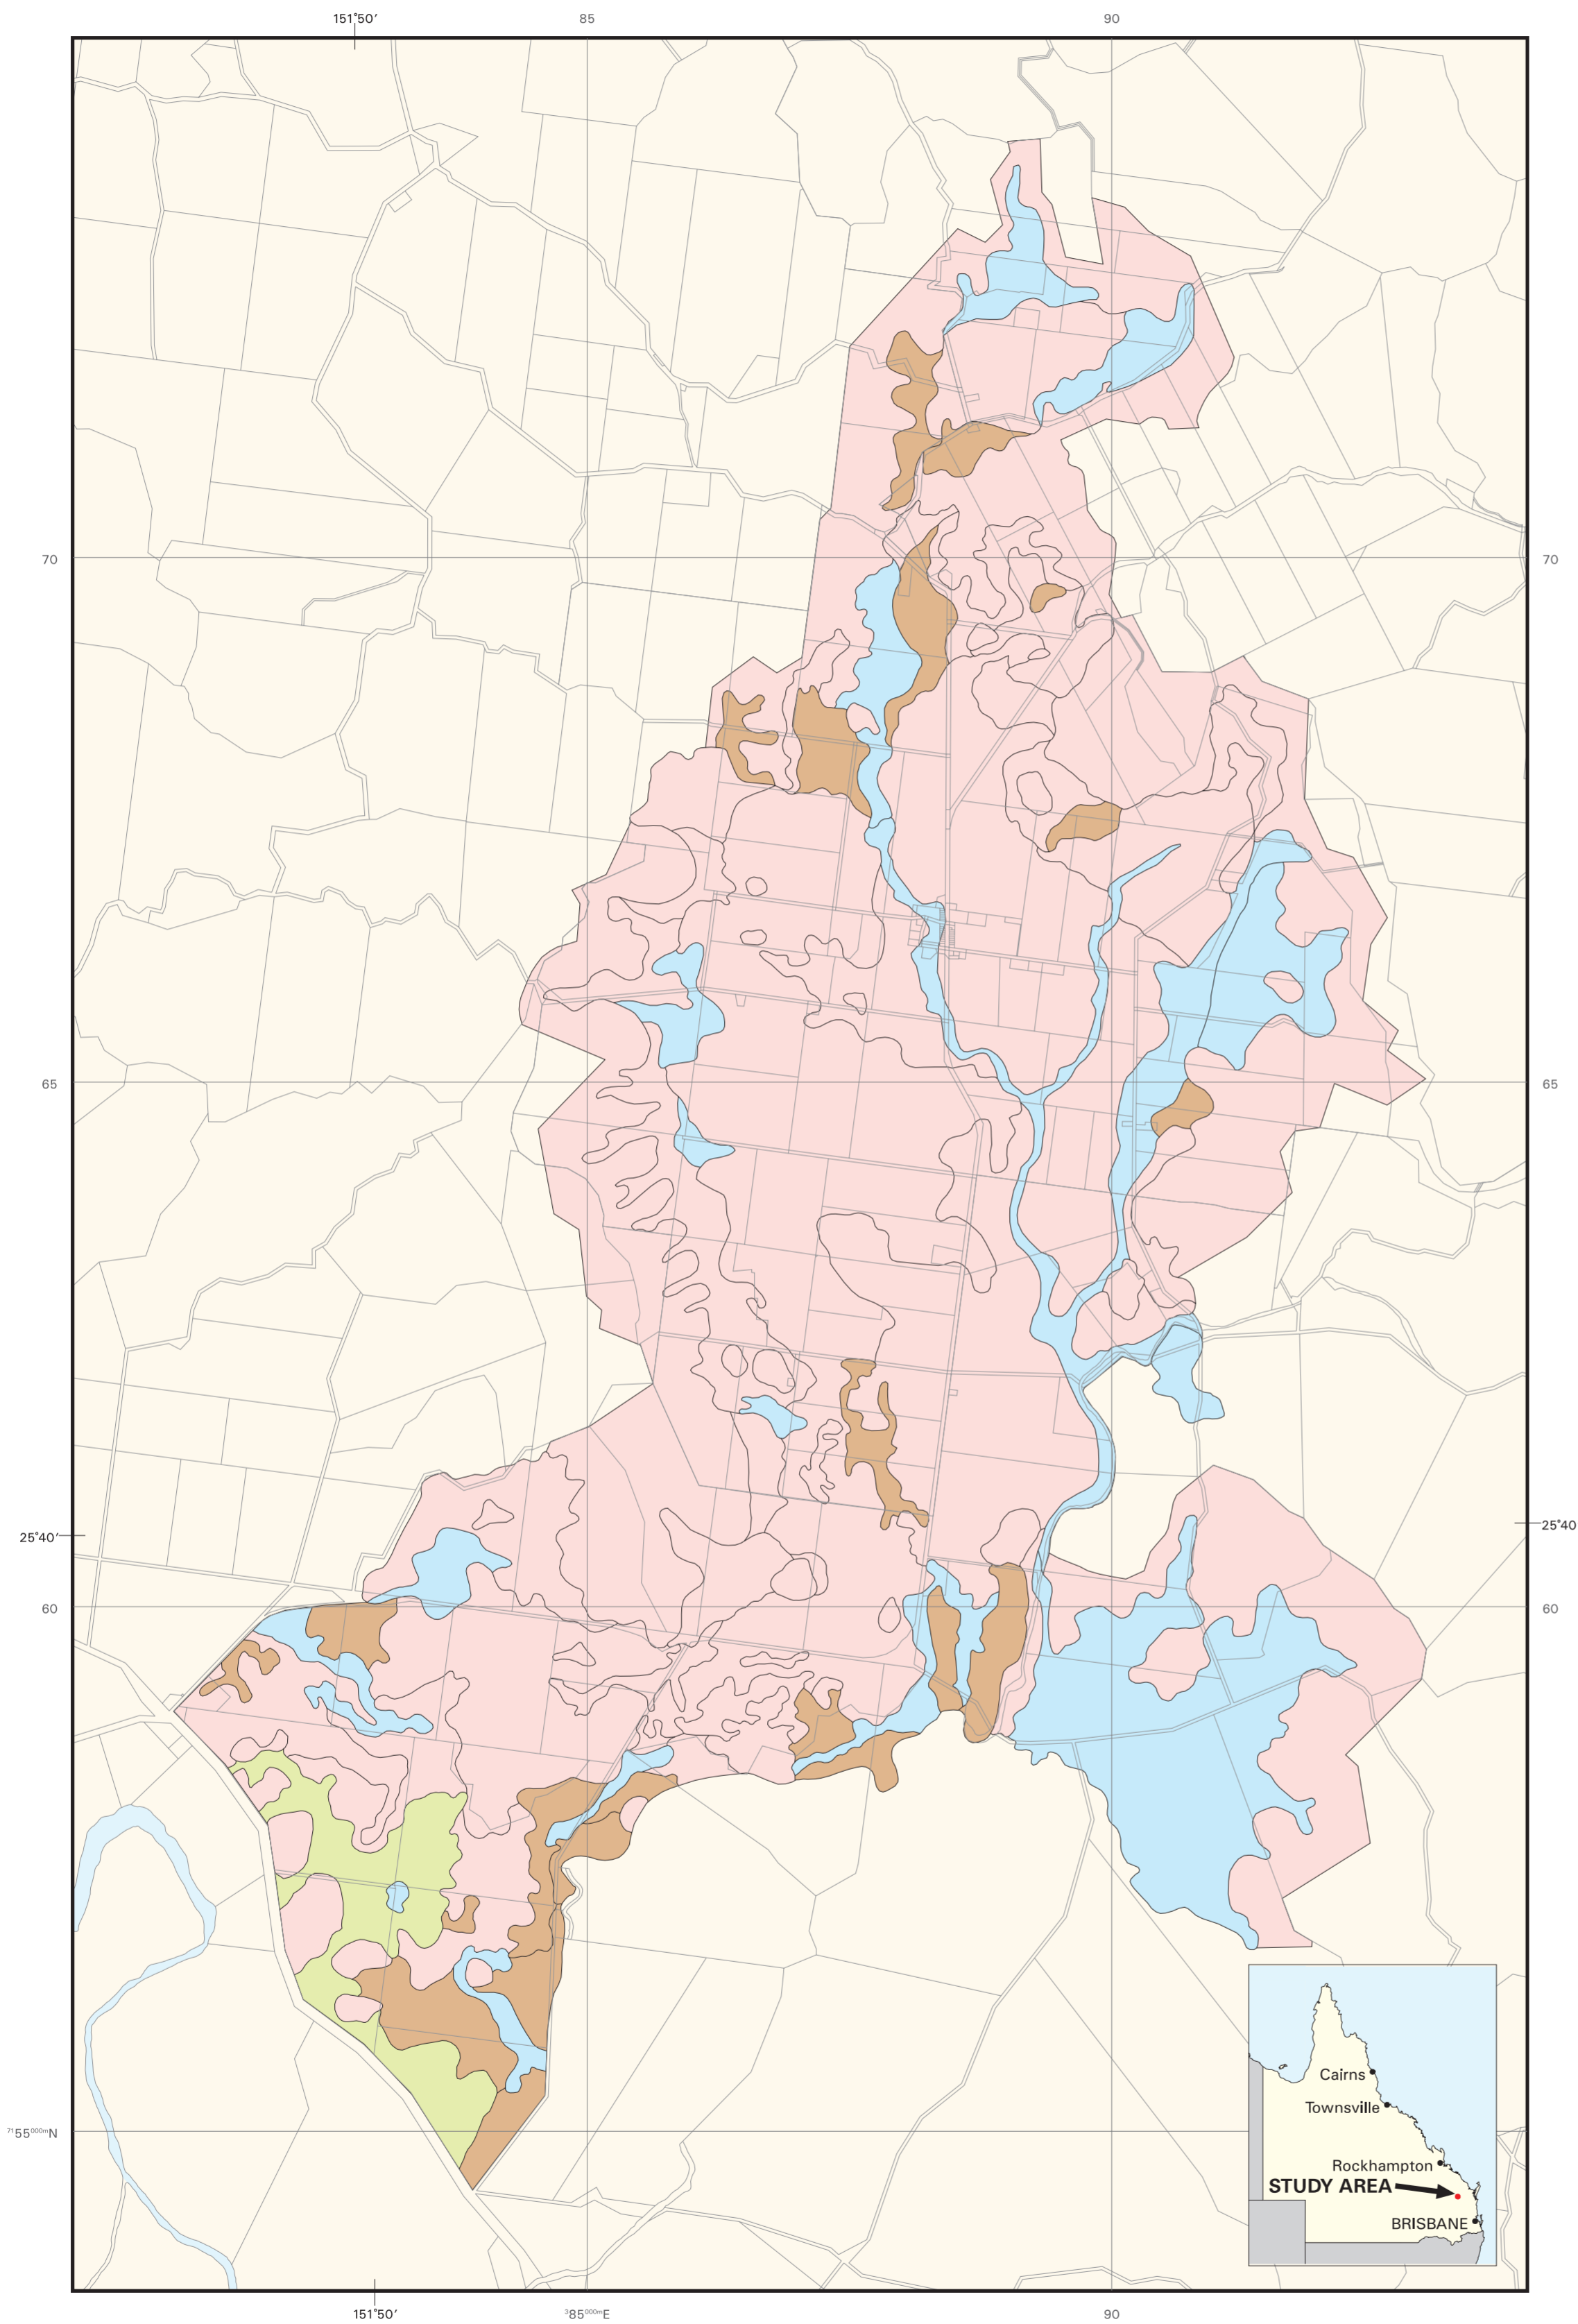 151°50′ 85 90
70 70
65 65
25°40′ 25°40
60 60
⁷¹55⁰⁰⁰ᵐN
Cairns
Townsville
Rockhampton
STUDY AREA
BRISBANE
151°50′ ³85⁰⁰⁰ᵐE 90